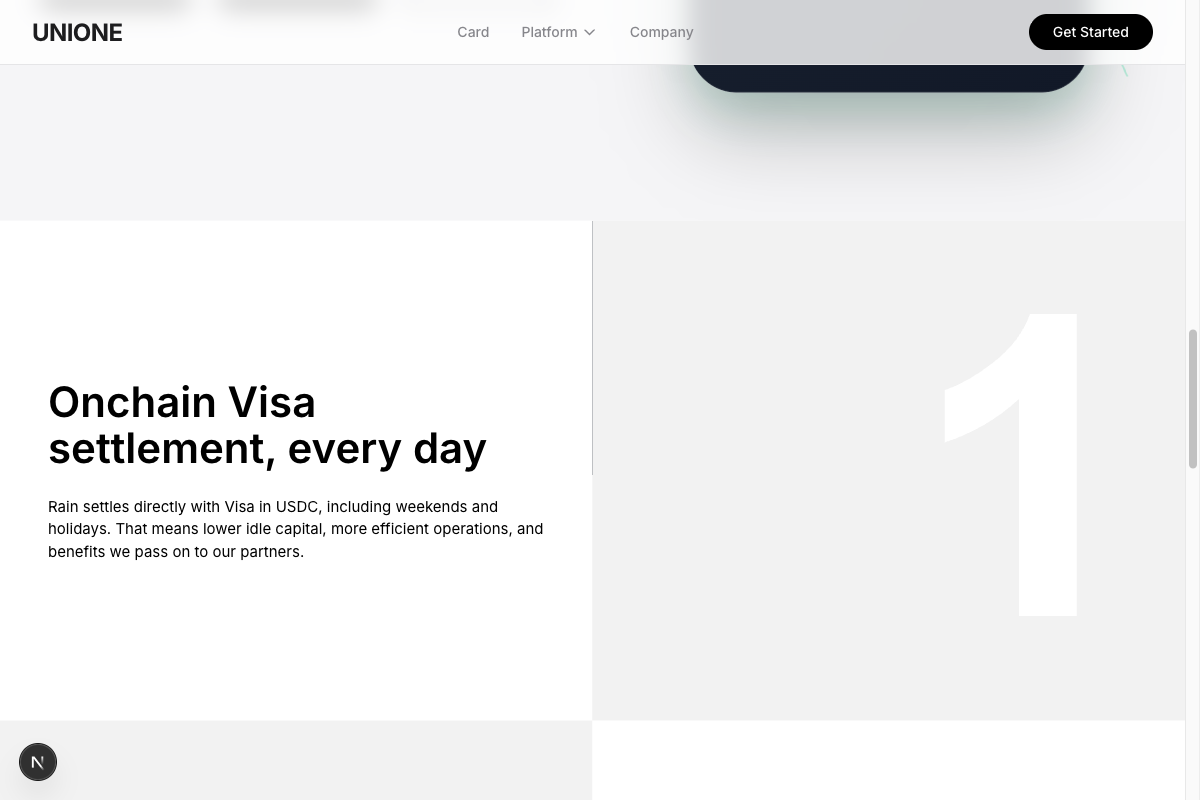 UNIONE
Card
Platform
Company
Get Started
Onchain Visa
settlement, every day
Rain settles directly with Visa in USDC, including weekends and
holidays. That means lower idle capital, more efficient operations, and
benefits we pass on to our partners.
1
N